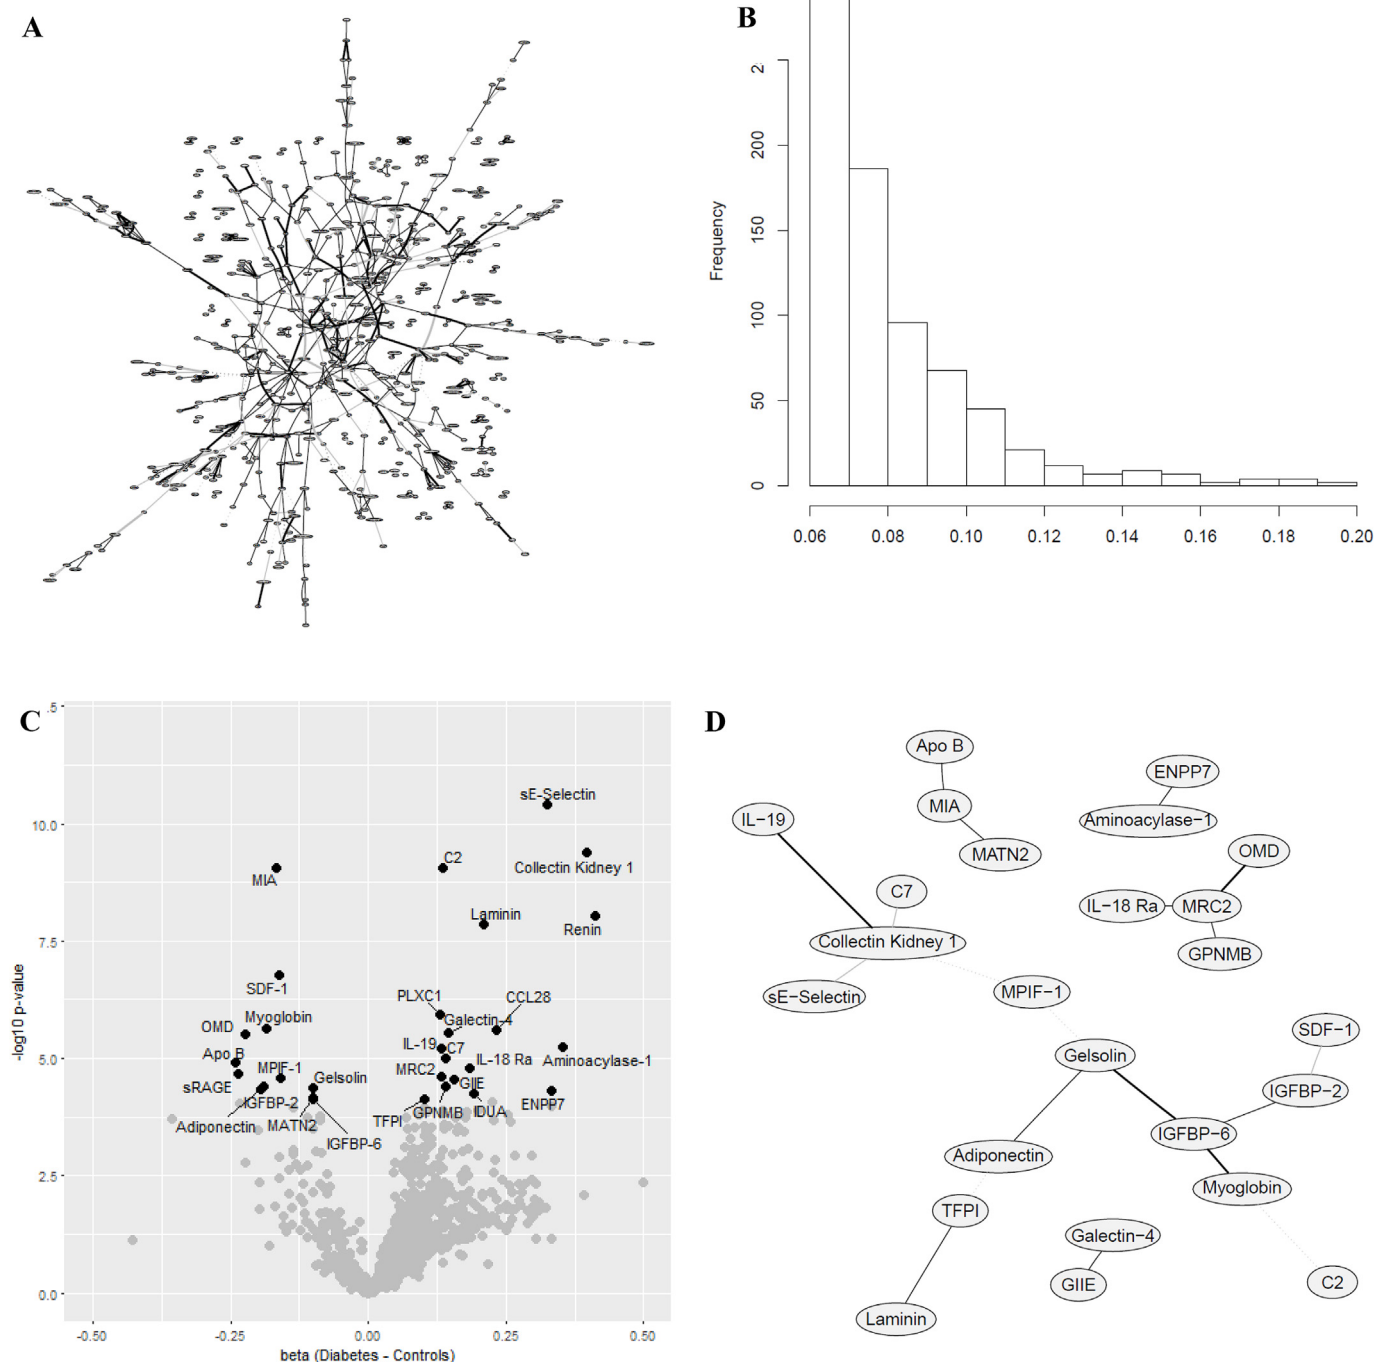 A
B
2
200
150
100
50
0
Frequency
0.06 0.08 0.10 0.12 0.14 0.16 0.18 0.20
C
.5
10.0
7.5
5.0
2.5
0.0
-log10 p-value
sE-Selectin
C2
Collectin Kidney 1
MIA
Laminin
Renin
SDF-1
PLXC1
CCL28
Myoglobin
OMD
Galectin-4
IL-19
C7
Apo B
IL-18 Ra
Aminoacylase-1
MPIF-1
Gelsolin
MRC2
sRAGE
GIIE
IGFBP-2
GPNMB
IDUA
ENPP7
TFPI
Adiponectin
MATN2
IGFBP-6
-0.50 -0.25 0.00 0.25 0.50
beta (Diabetes - Controls)
D
Apo B
ENPP7
MIA
IL-19
Aminoacylase-1
MATN2
OMD
C7
IL-18 Ra
MRC2
Collectin Kidney 1
GPNMB
sE-Selectin
MPIF-1
SDF-1
Gelsolin
IGFBP-2
IGFBP-6
Adiponectin
Myoglobin
TFPI
Galectin-4
GIIE
C2
Laminin